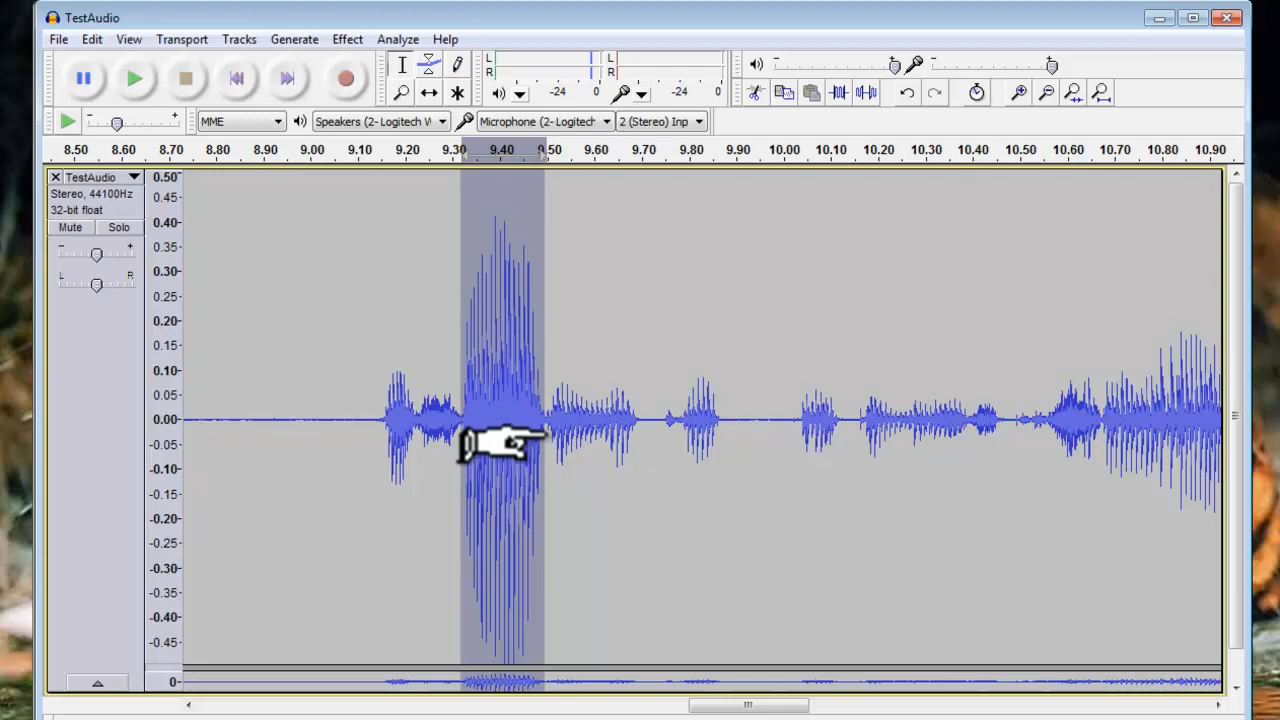 TestAudio
File Edit View Transport Tracks Generate Effect Analyze Help
L L
R R
-24 0 -24 0
MME Speakers (2- Logitech W Microphone (2- Logitech 2 (Stereo) Inp
8.50 8.60 8.70 8.80 8.90 9.00 9.10 9.20 9.30 9.40 9.50 9.60 9.70 9.80 9.90 10.00 10.10 10.20 10.30 10.40 10.50 10.60 10.70 10.80 10.90
TestAudio
Stereo, 44100Hz
32-bit float
Mute Solo
- +
L R
0.50
0.45
0.40
0.35
0.30
0.25
0.20
0.15
0.10
0.05
0.00
-0.05
-0.10
-0.15
-0.20
-0.25
-0.30
-0.35
-0.40
-0.45
0